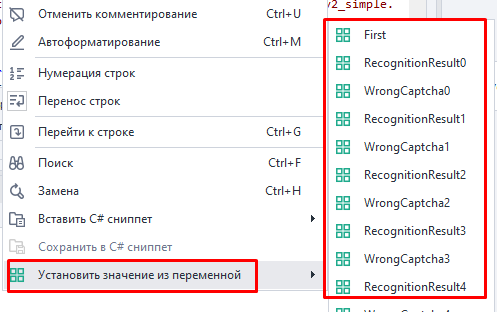 Отменить комментирование Ctrl+U
v2_simple.
Автоформатирование Ctrl+M
Нумерация строк
Перенос строк
Перейти к строке Ctrl+G
Поиск Ctrl+F
Замена Ctrl+H
Вставить C# сниппет
Сохранить в C# сниппет
Установить значение из переменной
First
RecognitionResult0
WrongCaptcha0
RecognitionResult1
WrongCaptcha1
RecognitionResult2
WrongCaptcha2
RecognitionResult3
WrongCaptcha3
RecognitionResult4